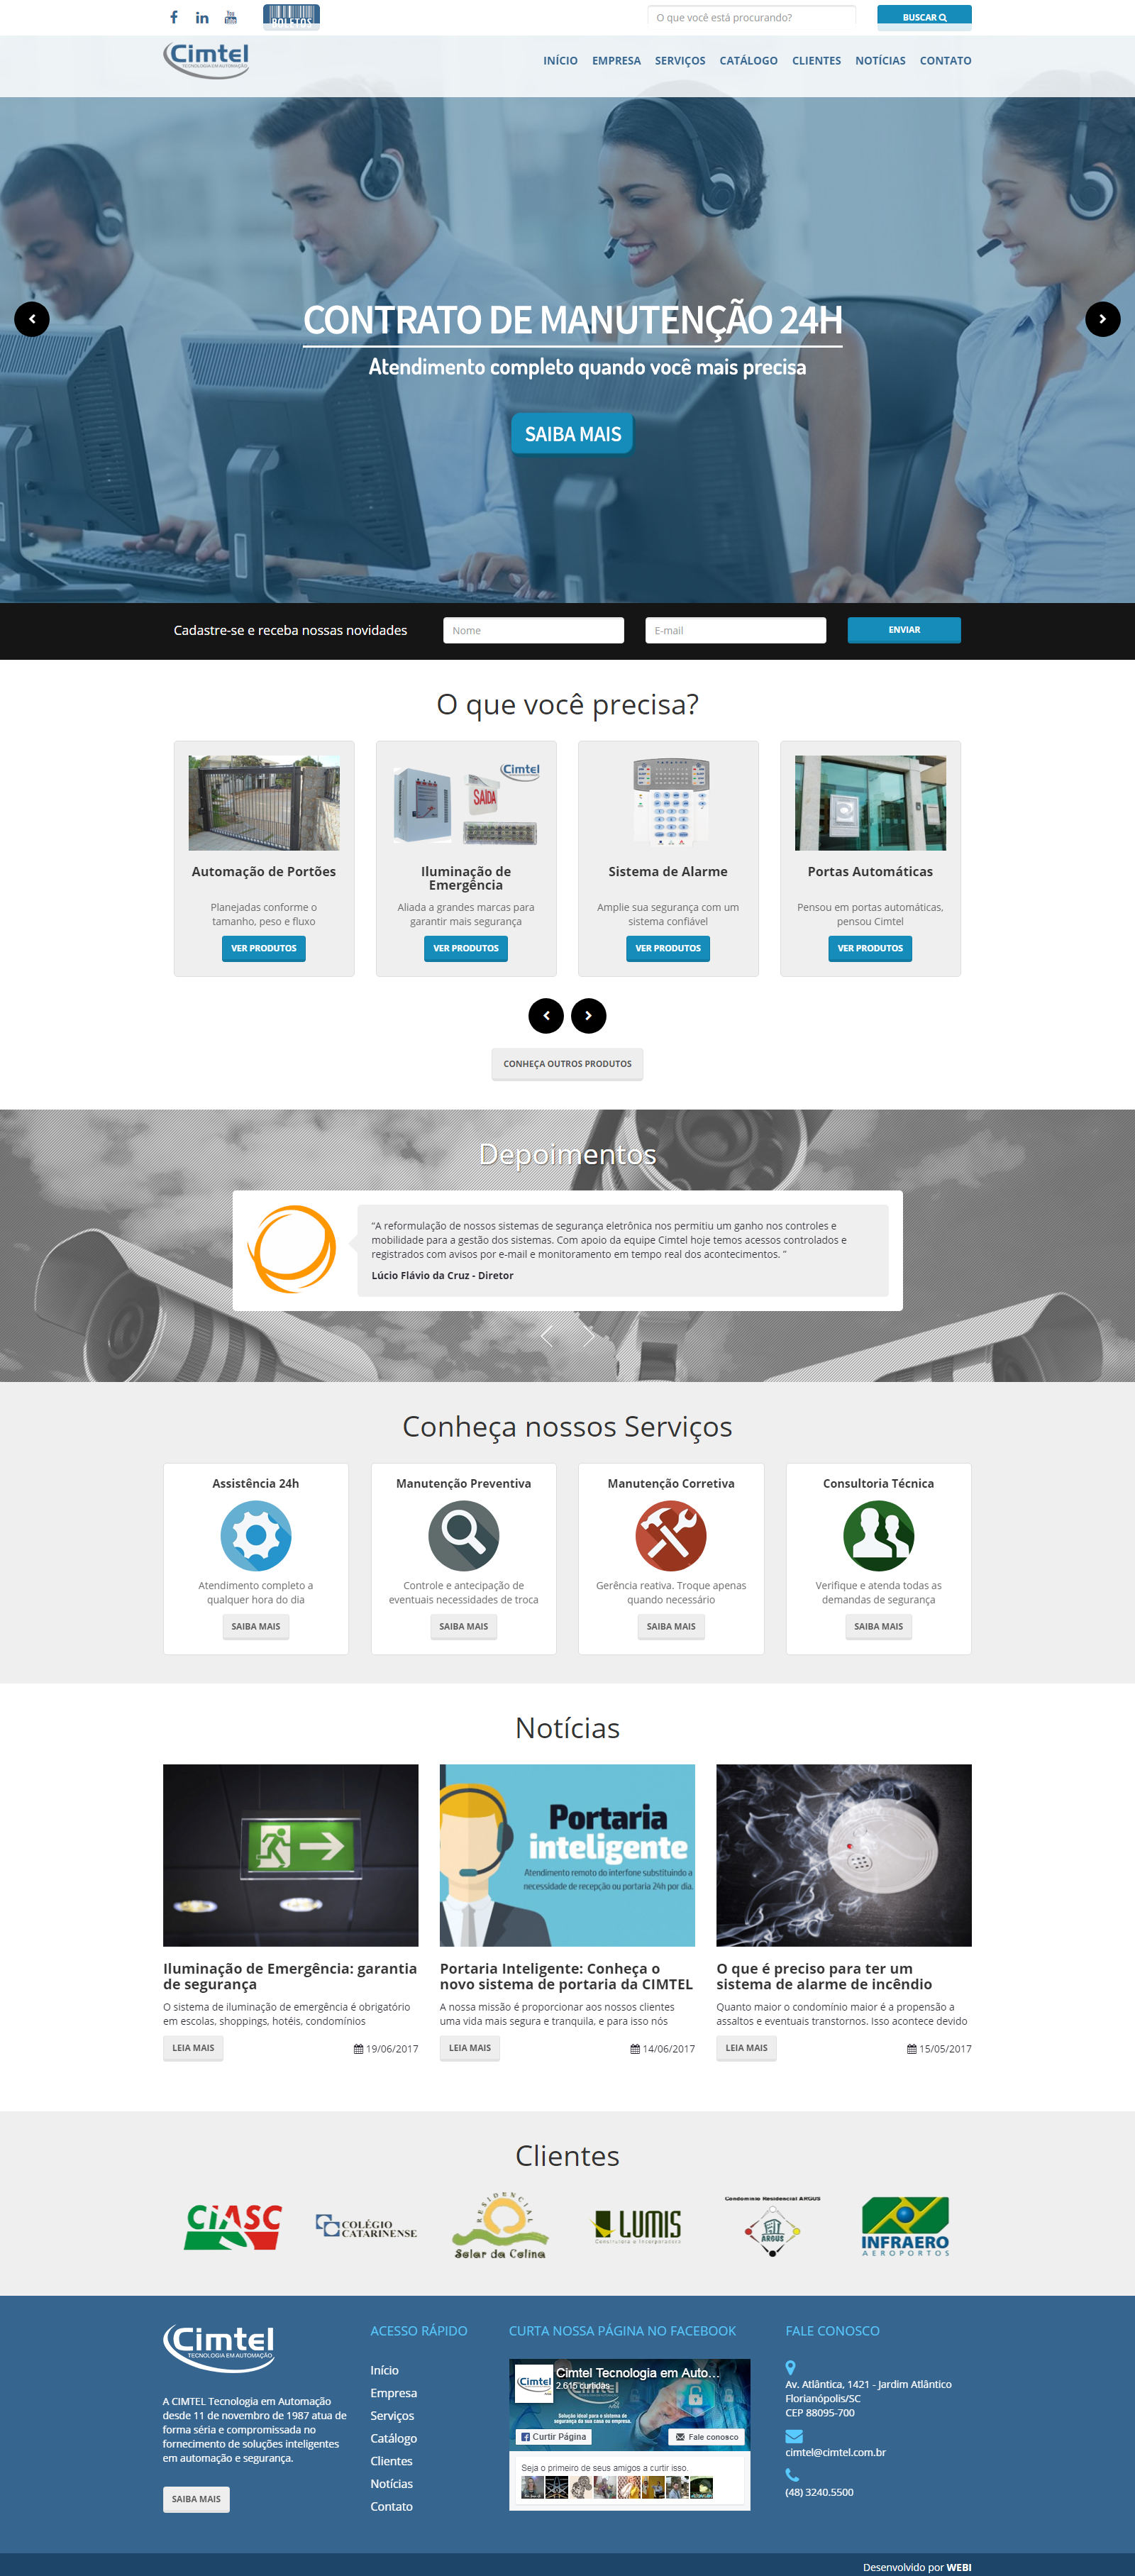 You
BOLETOS
O que você está procurando?
BUSCAR
Cimtel
TECNOLOGIA EM AUTOMAÇÃO
INÍCIO EMPRESA SERVIÇOS CATÁLOGO CLIENTES NOTÍCIAS CONTATO
CONTRATO DE MANUTENÇÃO 24H
Atendimento completo quando você mais precisa
SAIBA MAIS
Cadastre-se e receba nossas novidades
Nome
E-mail
ENVIAR
O que você precisa?
Automação de Portões
Planejadas conforme o
tamanho, peso e fluxo
VER PRODUTOS
Cimtel
SAÍDA
Iluminação de
Emergência
Aliada a grandes marcas para
garantir mais segurança
VER PRODUTOS
Sistema de Alarme
Amplie sua segurança com um
sistema confiável
VER PRODUTOS
Portas Automáticas
Pensou em portas automáticas,
pensou Cimtel
VER PRODUTOS
CONHEÇA OUTROS PRODUTOS
Depoimentos
“A reformulação de nossos sistemas de segurança eletrônica nos permitiu um ganho nos controles e
mobilidade para a gestão dos sistemas. Com apoio da equipe Cimtel hoje temos acessos controlados e
registrados com avisos por e-mail e monitoramento em tempo real dos acontecimentos. ”
Lúcio Flávio da Cruz - Diretor
Conheça nossos Serviços
Assistência 24h
Atendimento completo a
qualquer hora do dia
SAIBA MAIS
Manutenção Preventiva
Controle e antecipação de
eventuais necessidades de troca
SAIBA MAIS
Manutenção Corretiva
Gerência reativa. Troque apenas
quando necessário
SAIBA MAIS
Consultoria Técnica
Verifique e atenda todas as
demandas de segurança
SAIBA MAIS
Notícias
Iluminação de Emergência: garantia
de segurança
O sistema de iluminação de emergência é obrigatório
em escolas, shoppings, hotéis, condomínios
LEIA MAIS
19/06/2017
Portaria
inteligente
Atendimento remoto do interfone substituindo a
necessidade de recepção ou portaria 24h por dia.
Portaria Inteligente: Conheça o
novo sistema de portaria da CIMTEL
A nossa missão é proporcionar aos nossos clientes
uma vida mais segura e tranquila, e para isso nós
LEIA MAIS
14/06/2017
O que é preciso para ter um
sistema de alarme de incêndio
Quanto maior o condomínio maior é a propensão a
assaltos e eventuais transtornos. Isso acontece devido
LEIA MAIS
15/05/2017
Clientes
CIASC
COLÉGIO
CATARINENSE
RESIDENCIAL
Solar da Colina
LUMIS
Construtora e Incorporadora
Condomínio Residencial ARGUS
ARGUS
INFRAERO
AEROPORTOS
Cimtel
TECNOLOGIA EM AUTOMAÇÃO
A CIMTEL Tecnologia em Automação
desde 11 de novembro de 1987 atua de
forma séria e compromissada no
fornecimento de soluções inteligentes
em automação e segurança.
SAIBA MAIS
ACESSO RÁPIDO
Início
Empresa
Serviços
Catálogo
Clientes
Notícias
Contato
CURTA NOSSA PÁGINA NO FACEBOOK
Cimtel
Cimtel Tecnologia em Auto...
2.615 curtidas
Solução ideal para o sistema de
segurança da sua casa ou empresa.
Curtir Página
Fale conosco
Seja o primeiro de seus amigos a curtir isso.
FALE CONOSCO
Av. Atlântica, 1421 - Jardim Atlântico
Florianópolis/SC
CEP 88095-700
cimtel@cimtel.com.br
(48) 3240.5500
Desenvolvido por WEBI